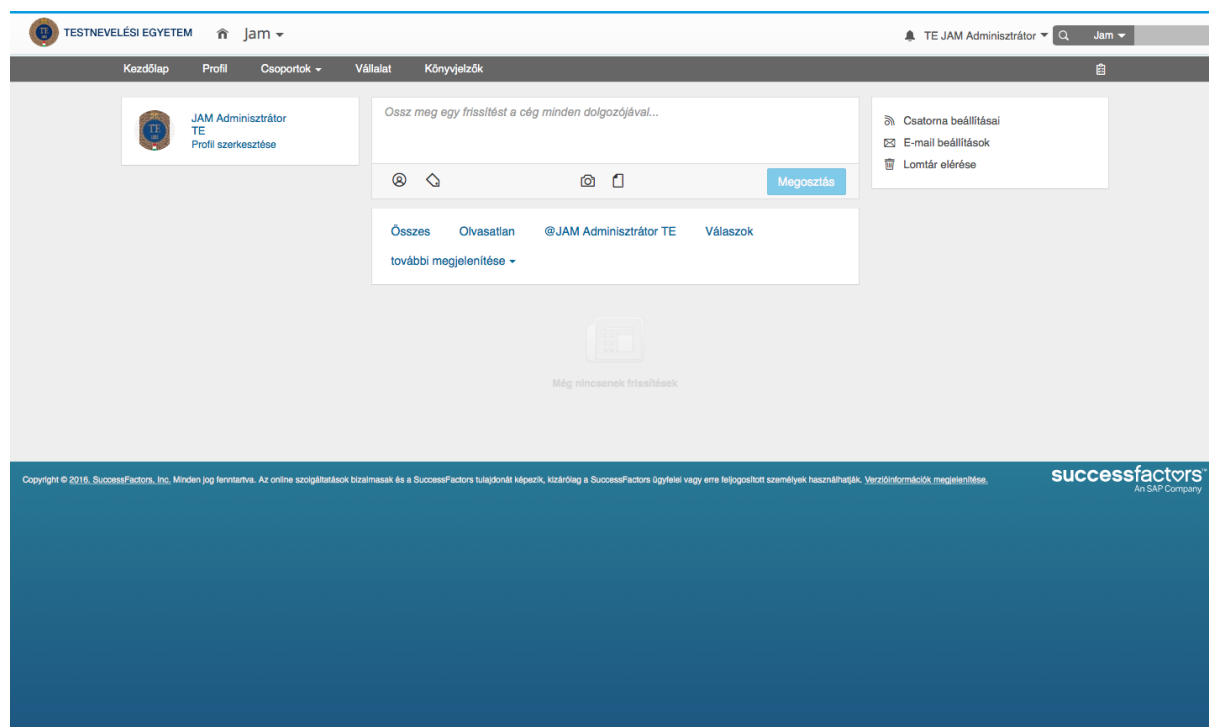 TESTNEVELÉSI EGYETEM
Jam
TE JAM Adminisztrátor
Jam
Kezdőlap Profil Csoportok Vállalat Könyvjelzők
JAM Adminisztrátor
TE
Profil szerkesztése
Ossz meg egy frissítést a cég minden dolgozójával...
Megosztás
Csatorna beállításai
E-mail beállítások
Lomtár elérése
Összes Olvasatlan @JAM Adminisztrátor TE Válaszok
további megjelenítése
Még nincsenek frissítések
Copyright © 2016. SuccessFactors, Inc. Minden jog fenntartva. Az online szolgáltatások bizalmasak és a SuccessFactors tulajdonát képezik, kizárólag a SuccessFactors ügyfelei vagy erre feljogosított személyek használhatják. Verzióinformációk megjelenítése.
successfactors™
An SAP Company